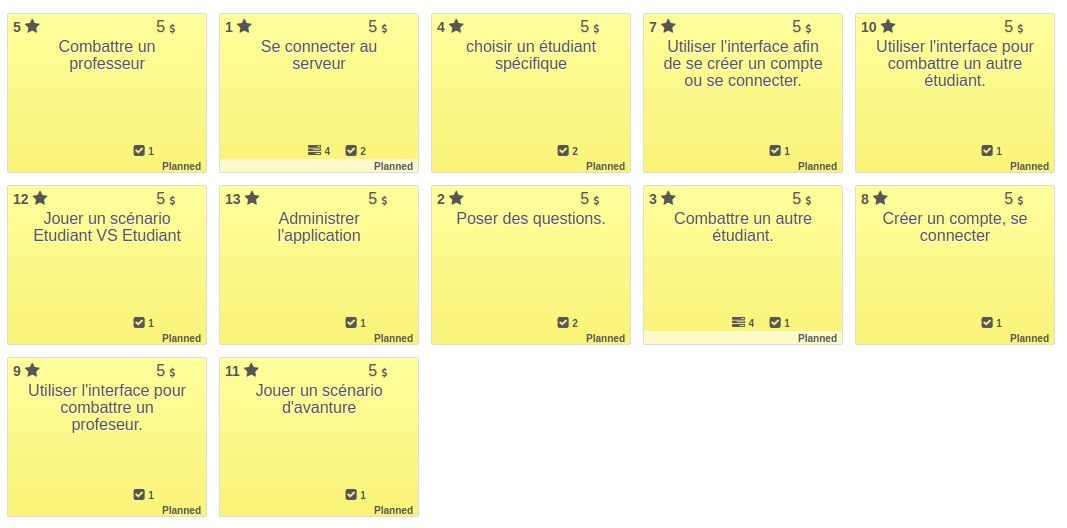 5 5 $
Combattre un
professeur
1
Planned
1 5 $
Se connecter au
serveur
4 2
Planned
4 5 $
choisir un étudiant
spécifique
2
Planned
7 5 $
Utiliser l'interface afin
de se créer un compte
ou se connecter.
1
Planned
10 5 $
Utiliser l'interface pour
combattre un autre
étudiant.
1
Planned
12 5 $
Jouer un scénario
Etudiant VS Etudiant
1
Planned
13 5 $
Administrer
l'application
1
Planned
2 5 $
Poser des questions.
2
Planned
3 5 $
Combattre un autre
étudiant.
4 1
Planned
8 5 $
Créer un compte, se
connecter
1
Planned
9 5 $
Utiliser l'interface pour
combattre un
profeseur.
1
Planned
11 5 $
Jouer un scénario
d'avanture
1
Planned